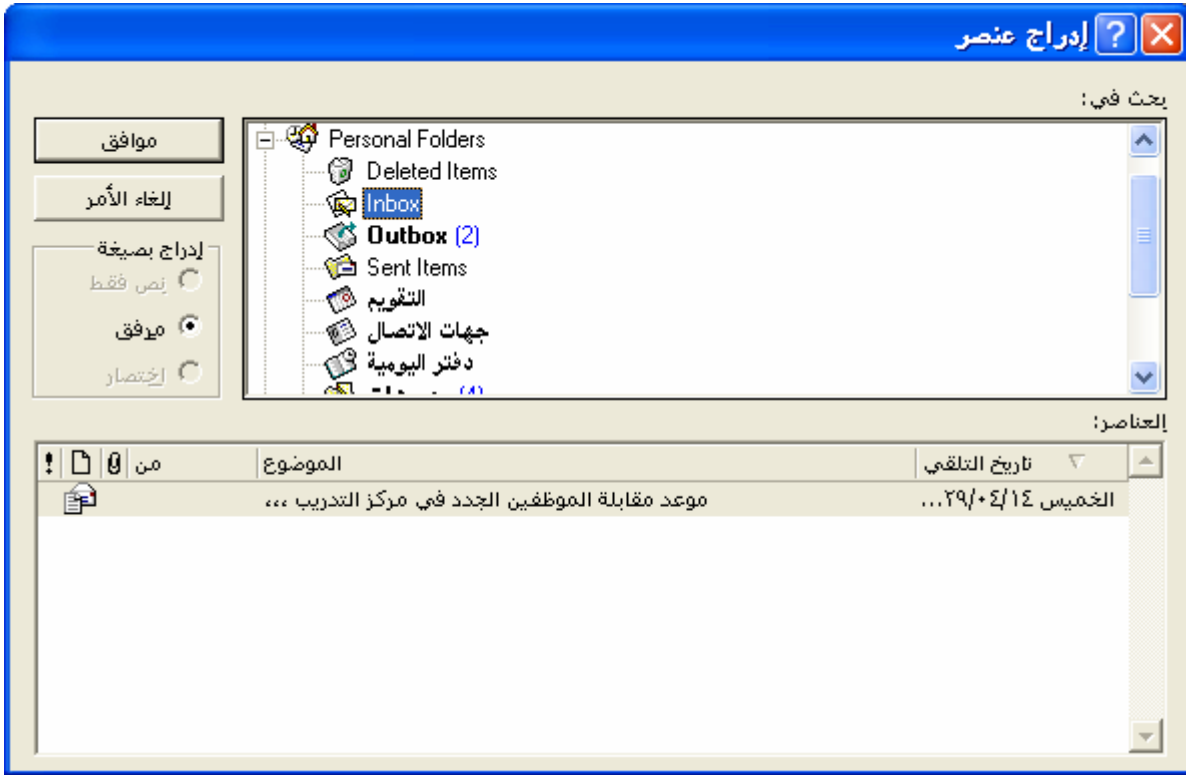 إدراج عنصر
بحث في:
Personal Folders
Deleted Items
Inbox
Outbox (2)
Sent Items
التقويم
جهات الاتصال
دفتر اليومية
(4)
موافق
إلغاء الأمر
إدراج بصيغة
نص فقط
مرفق
اختصار
العناصر:
تاريخ التلقي الموضوع من
الخميس ٢٩/٠٤/١٤... موعد مقابلة الموظفين الجدد في مركز التدريب ،،،